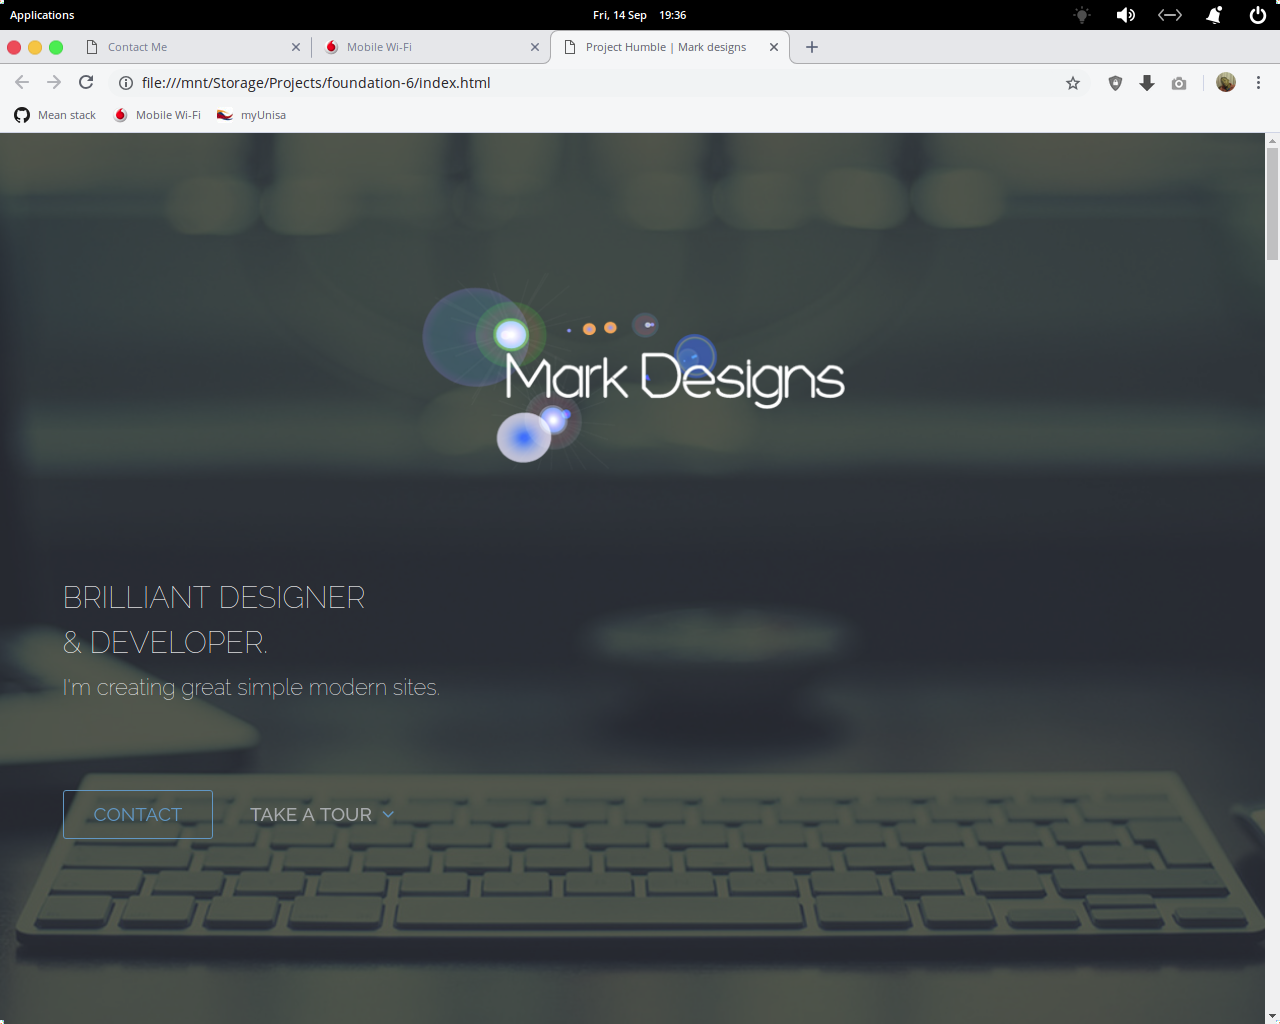 Applications
Fri, 14 Sep 19:36
Contact Me
Mobile Wi-Fi
Project Humble | Mark designs
file:///mnt/Storage/Projects/foundation-6/index.html
Mean stack
Mobile Wi-Fi
myUnisa
Mark Designs
BRILLIANT DESIGNER
& DEVELOPER.
I'm creating great simple modern sites.
CONTACT
TAKE A TOUR